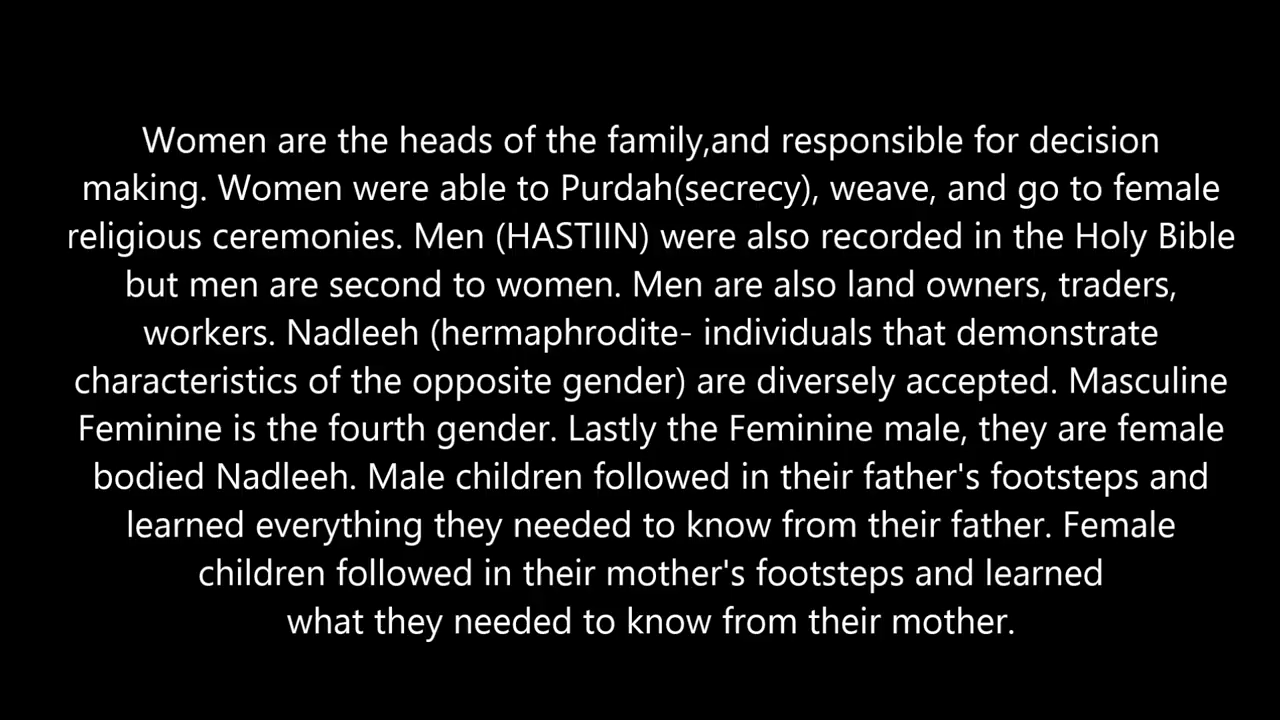 Women are the heads of the family,and responsible for decision
making. Women were able to Purdah(secrecy), weave, and go to female
religious ceremonies. Men (HASTIIN) were also recorded in the Holy Bible
but men are second to women. Men are also land owners, traders,
workers. Nadleeh (hermaphrodite- individuals that demonstrate
characteristics of the opposite gender) are diversely accepted. Masculine
Feminine is the fourth gender. Lastly the Feminine male, they are female
bodied Nadleeh. Male children followed in their father's footsteps and
learned everything they needed to know from their father. Female
children followed in their mother's footsteps and learned
what they needed to know from their mother.